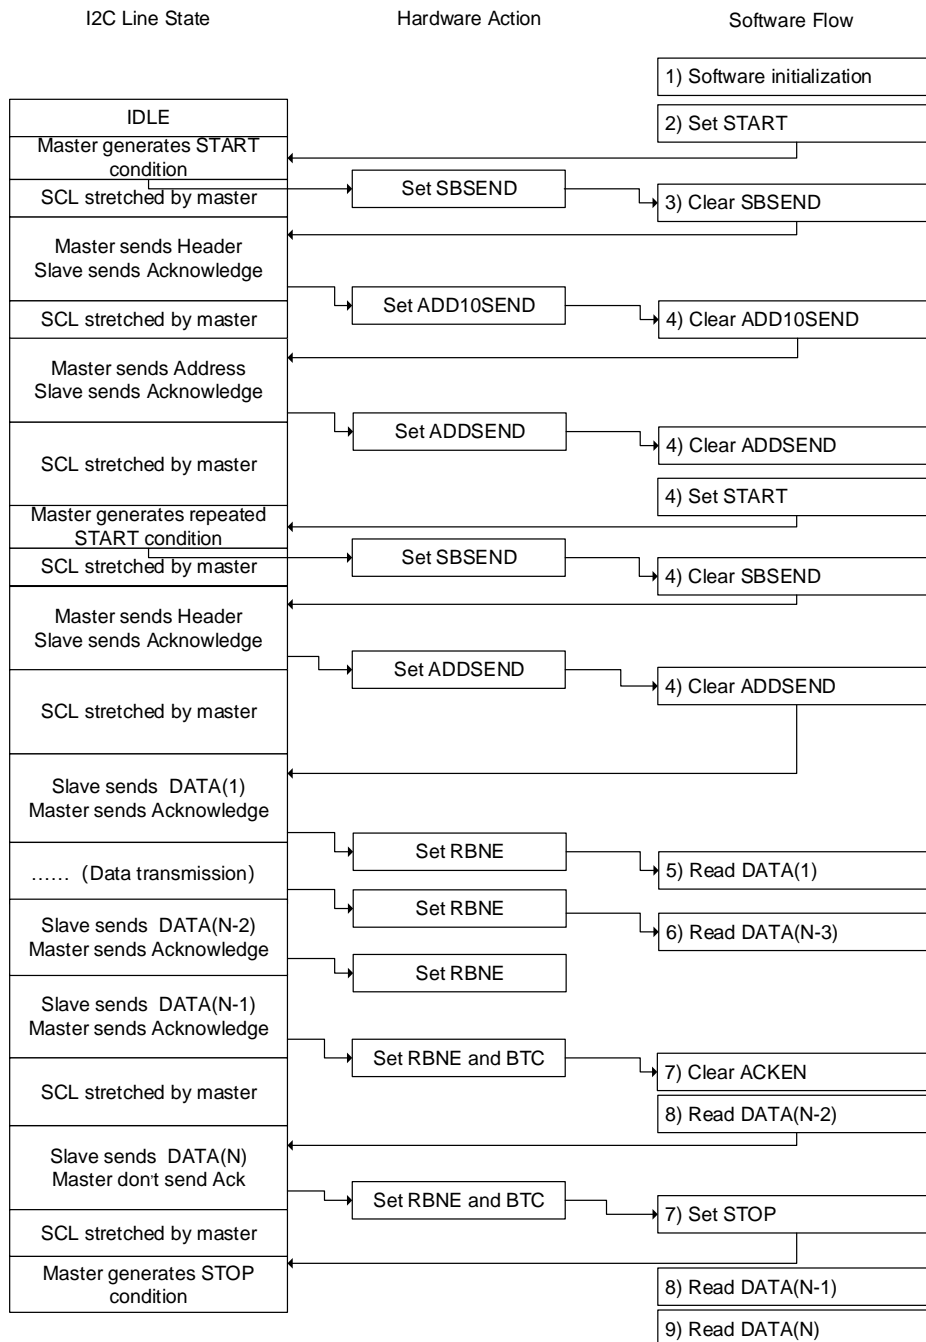 I2C Line State
Hardware Action
Software Flow
1) Software initialization
IDLE
2) Set START
Master generates START
condition
SCL stretched by master
Set SBSEND
3) Clear SBSEND
Master sends Header
Slave sends Acknowledge
Set ADD10SEND
SCL stretched by master
4) Clear ADD10SEND
Master sends Address
Slave sends Acknowledge
Set ADDSEND
4) Clear ADDSEND
SCL stretched by master
4) Set START
Master generates repeated
START condition
Set SBSEND
SCL stretched by master
4) Clear SBSEND
Master sends Header
Slave sends Acknowledge
Set ADDSEND
4) Clear ADDSEND
SCL stretched by master
Slave sends DATA(1)
Master sends Acknowledge
Set RBNE
5) Read DATA(1)
...... (Data transmission)
Set RBNE
6) Read DATA(N-3)
Slave sends DATA(N-2)
Master sends Acknowledge
Set RBNE
Slave sends DATA(N-1)
Master sends Acknowledge
Set RBNE and BTC
7) Clear ACKEN
SCL stretched by master
8) Read DATA(N-2)
Slave sends DATA(N)
Master don't send Ack
Set RBNE and BTC
7) Set STOP
SCL stretched by master
Master generates STOP
condition
8) Read DATA(N-1)
9) Read DATA(N)